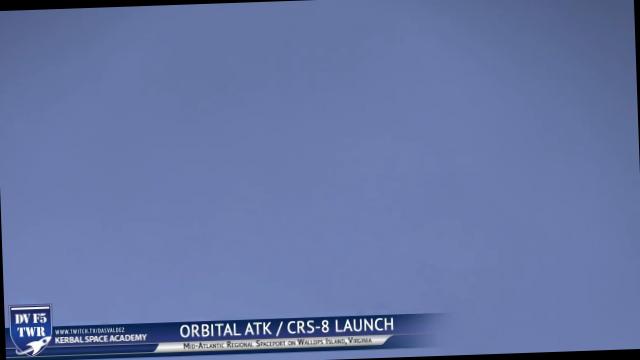 DV F5
TWR
WWW.TWITCH.TV/DASVALDEZ
KERBAL SPACE ACADEMY
ORBITAL ATK / CRS-8 LAUNCH
MID-ATLANTIC REGIONAL SPACEPORT ON WALLOPS ISLAND, VIRGINIA